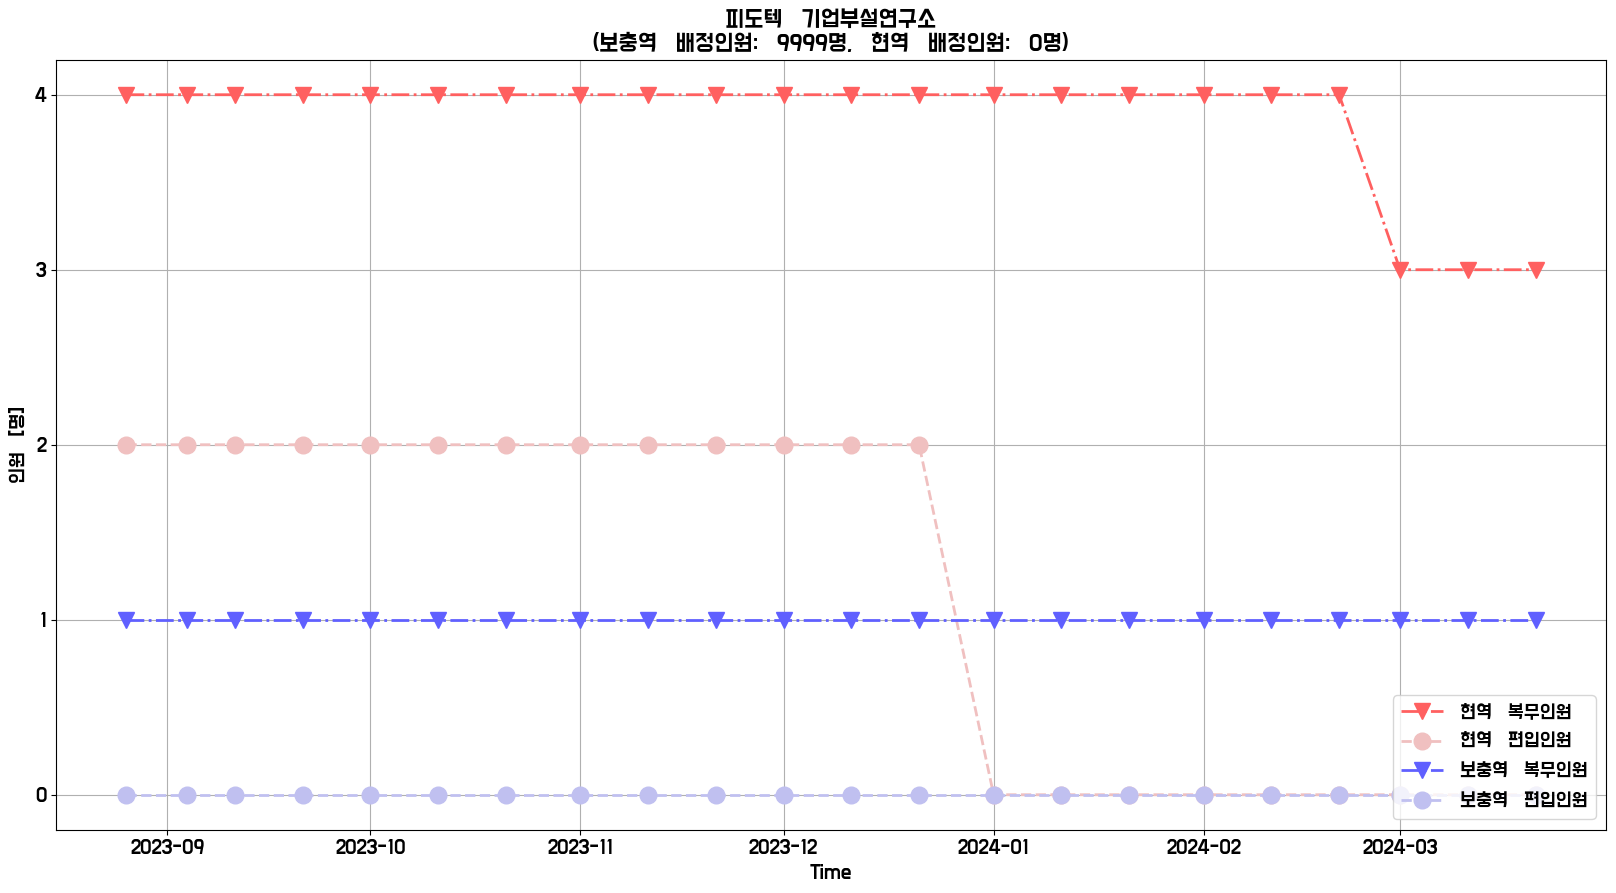 피도텍 기업부설연구소
(보충역 배정인원: 9999명, 현역 배정인원: 0명)
4
3
2
1
0
인원 [명]
2023-09
2023-10
2023-11
2023-12
2024-01
2024-02
2024-03
Time
현역 복무인원
현역 편입인원
보충역 복무인원
보충역 편입인원